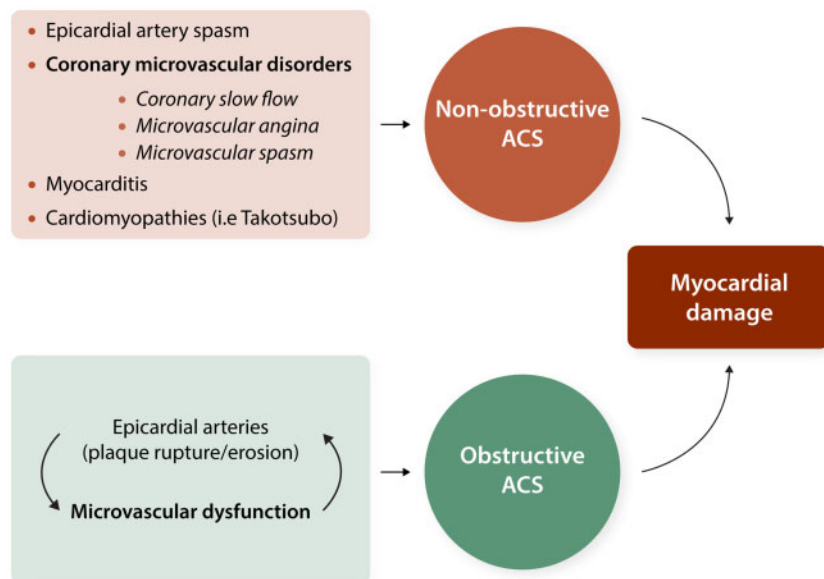 • Epicardial artery spasm
• Coronary microvascular disorders
• Coronary slow flow
• Microvascular angina
• Microvascular spasm
• Myocarditis
• Cardiomyopathies (i.e Takotsubo)
Non-obstructive
ACS
Myocardial
damage
Epicardial arteries
(plaque rupture/erosion)
Microvascular dysfunction
Obstructive
ACS